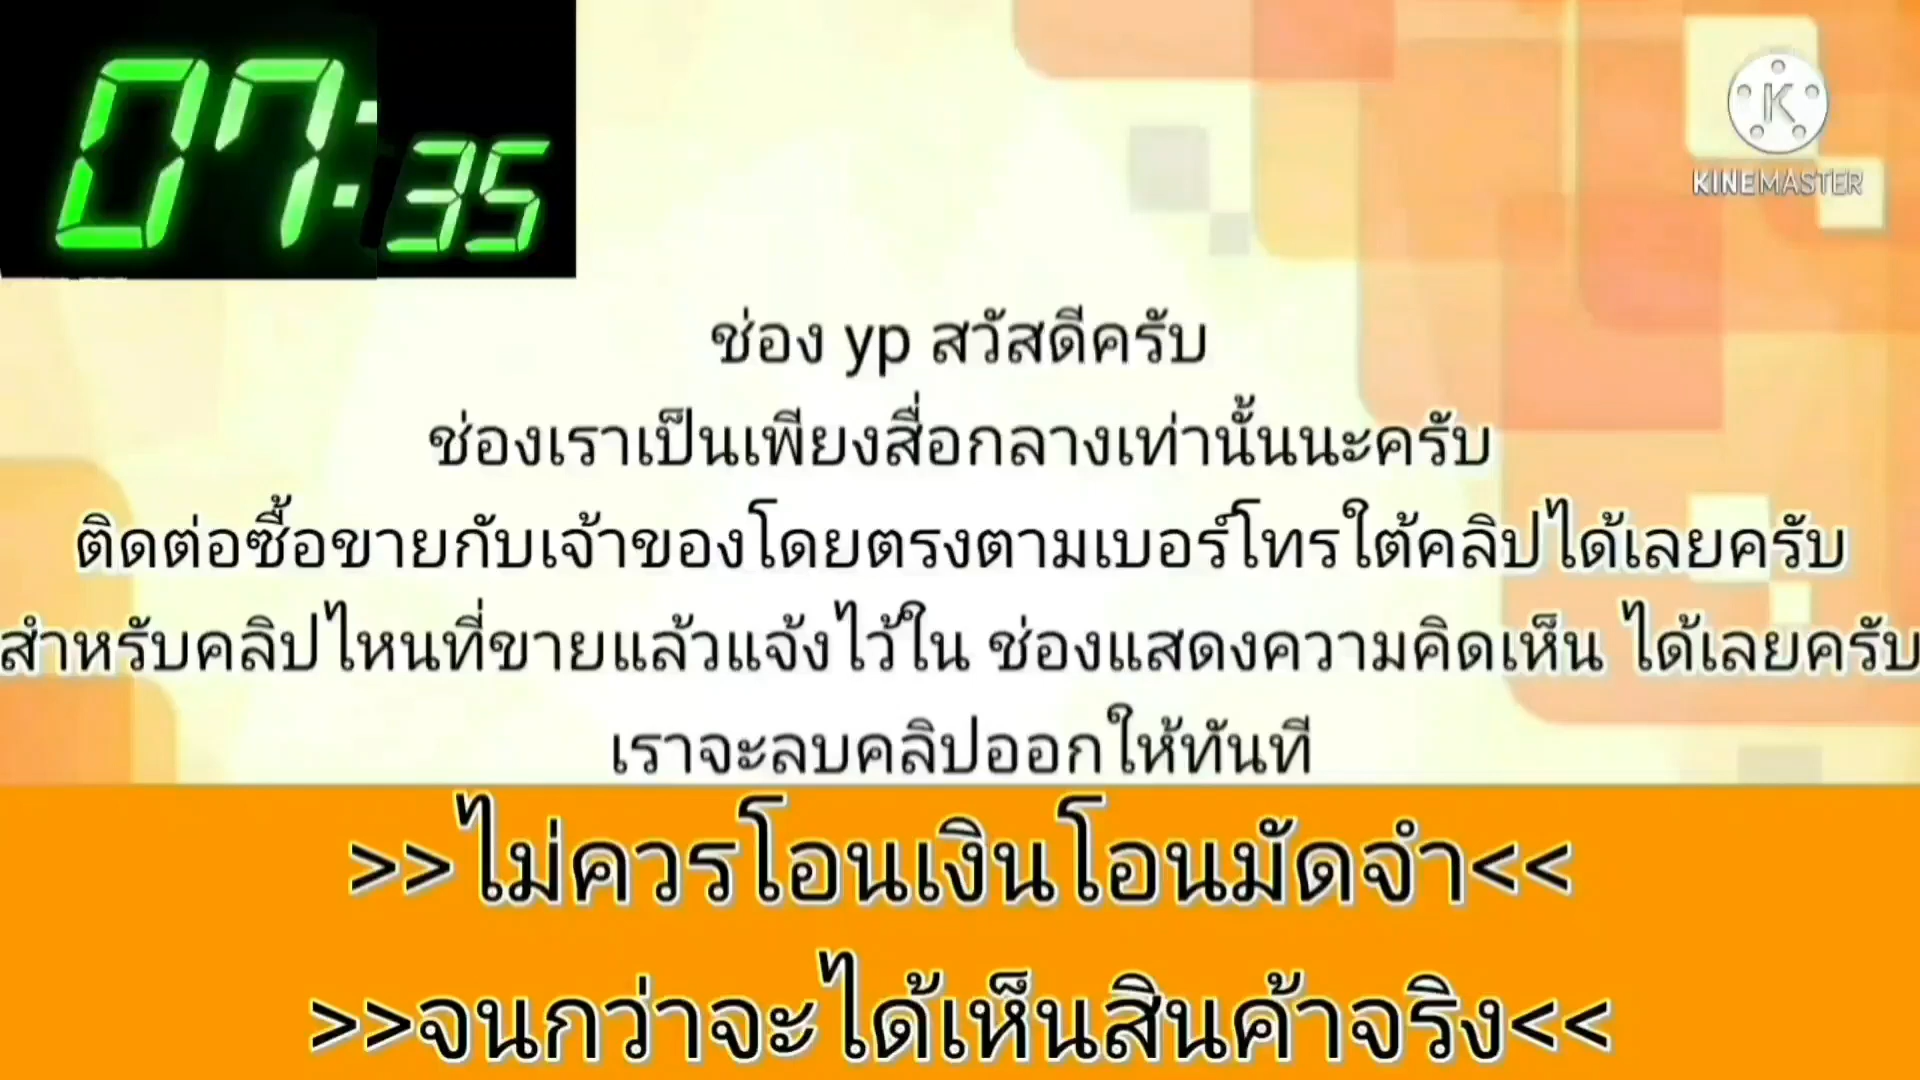 07:35
KINEMASTER
ช่อง yp สวัสดีครับ
ช่องเราเป็นเพียงสื่อกลางเท่านั้นนะครับ
ติดต่อซื้อขายกับเจ้าของโดยตรงตามเบอร์โทรใต้คลิปได้เลยครับ
สำหรับคลิปไหนที่ขายแล้วแจ้งไว้ใน ช่องแสดงความคิดเห็น ได้เลยครับ
เราจะลบคลิปออกให้ทันที
>>ไม่ควรโอนเงินโอนมัดจำ<<
>>จนกว่าจะได้เห็นสินค้าจริง<<